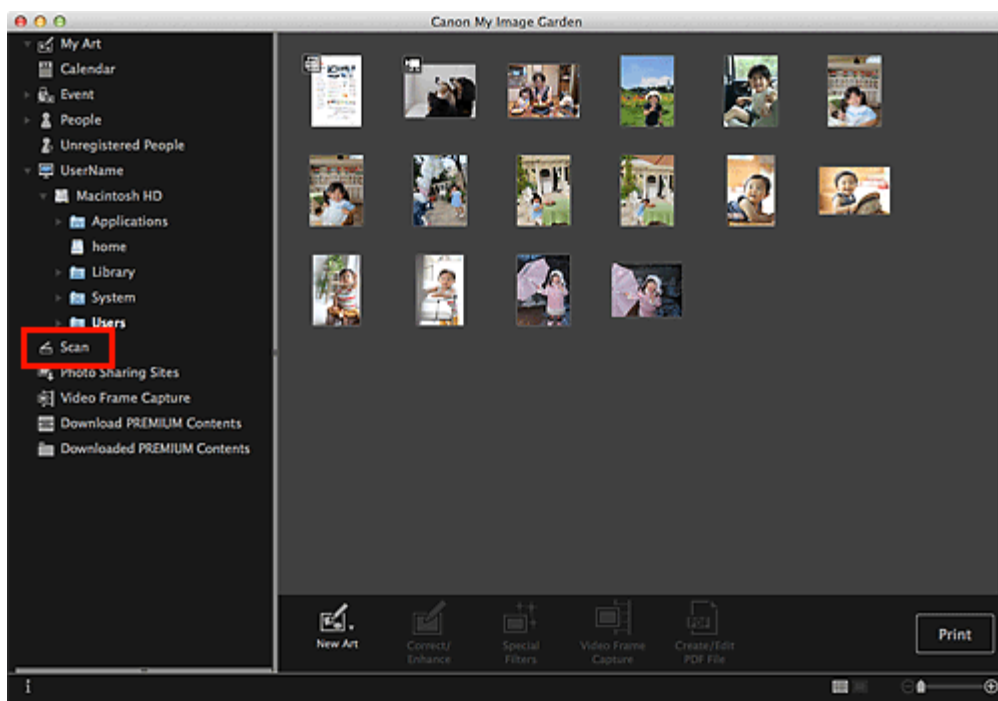 Canon My Image Garden
My Art
Calendar
Event
People
Unregistered People
UserName
Macintosh HD
Applications
home
Library
System
Users
Scan
Photo Sharing Sites
Video Frame Capture
Download PREMIUM Contents
Downloaded PREMIUM Contents
New Art
Correct/
Enhance
Special
Filters
Video Frame
Capture
Create/Edit
PDF File
Print